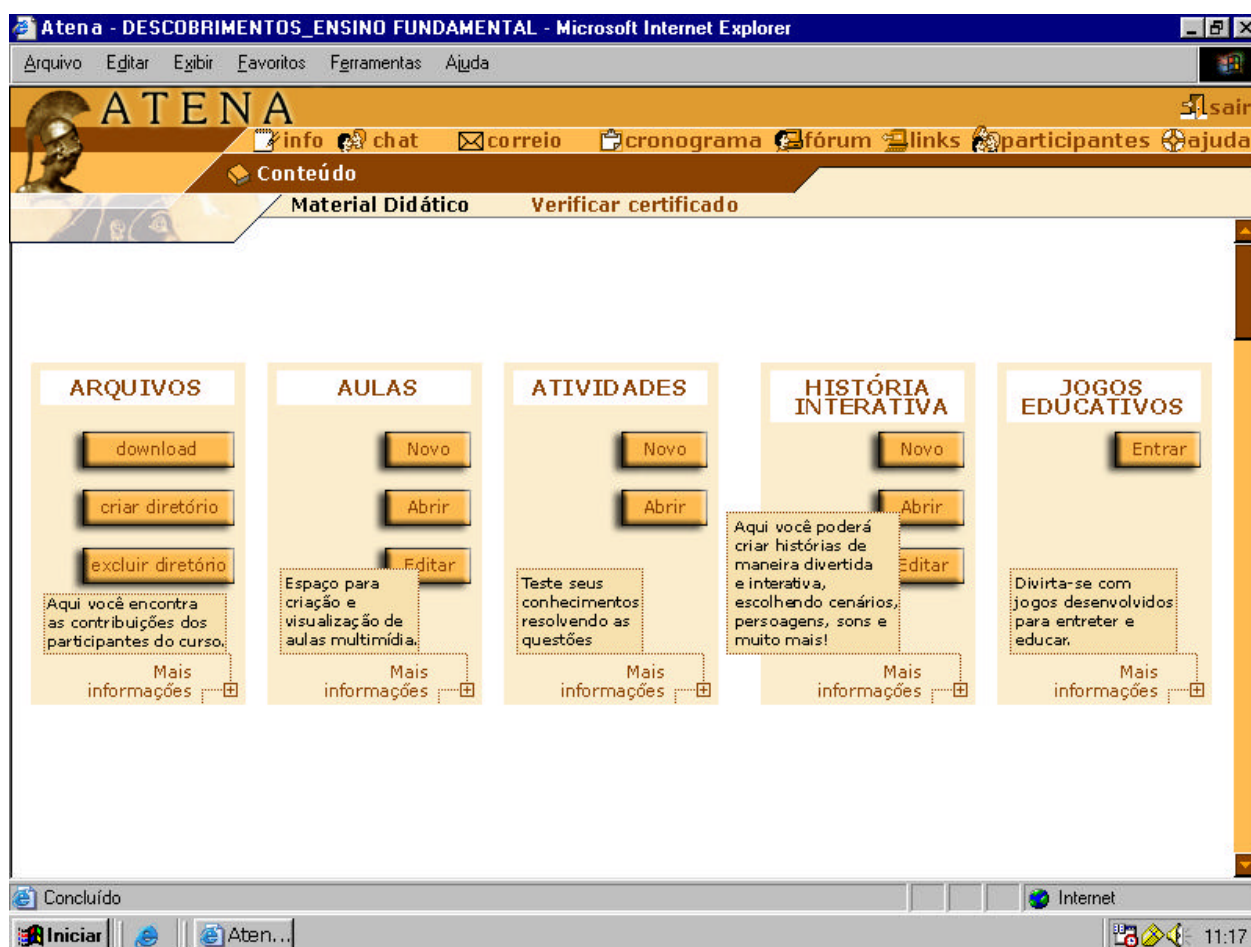 Atena - DESCOBRIMENTOS_ENSINO FUNDAMENTAL - Microsoft Internet Explorer
Arquivo Editar Exibir Favoritos Ferramentas Ajuda
ATENA
sair
info chat correio cronograma fórum links participantes ajuda
Conteúdo
Material Didático Verificar certificado
ARQUIVOS
download
criar diretório
excluir diretório
Aqui você encontra
as contribuições dos
participantes do curso.
Mais
informações
AULAS
Novo
Abrir
Editar
Espaço para
criação e
visualização de
aulas multimídia.
Mais
informações
ATIVIDADES
Novo
Abrir
Teste seus
conhecimentos
resolvendo as
questões
Mais
informações
HISTÓRIA
INTERATIVA
Novo
Abrir
Editar
Aqui você poderá
criar histórias de
maneira divertida
e interativa,
escolhendo cenários,
persoagens, sons e
muito mais!
Mais
informações
JOGOS
EDUCATIVOS
Entrar
Divirta-se com
jogos desenvolvidos
para entreter e
educar.
Mais
informações
Concluído
Internet
Iniciar
Aten...
11:17